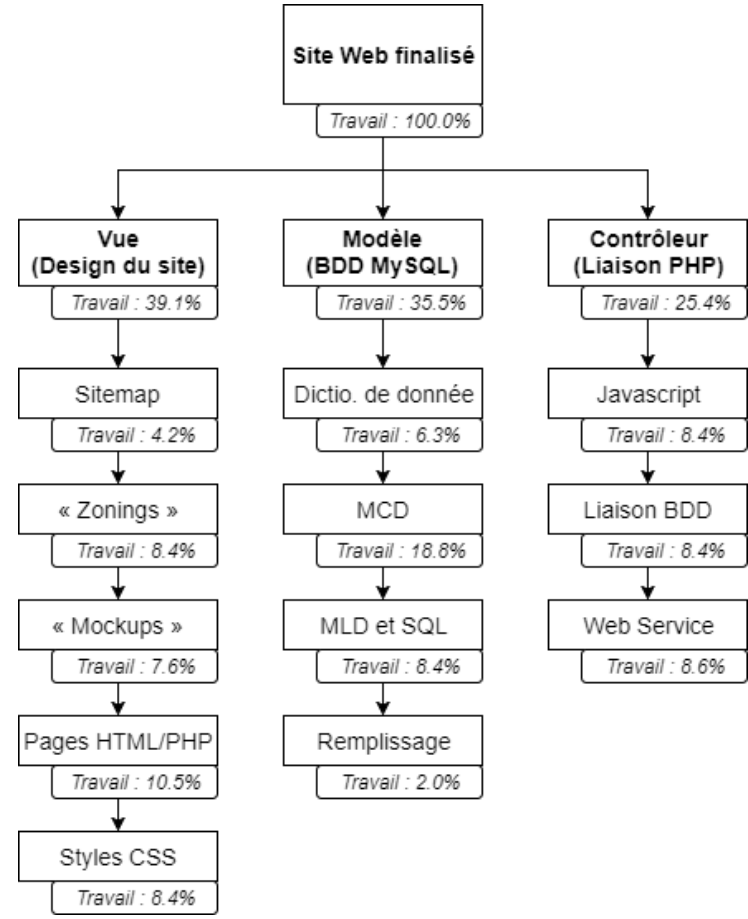 Site Web finalisé
Travail : 100.0%
Vue
(Design du site)
Travail : 39.1%
Sitemap
Travail : 4.2%
« Zonings »
Travail : 8.4%
« Mockups »
Travail : 7.6%
Pages HTML/PHP
Travail : 10.5%
Styles CSS
Travail : 8.4%
Modèle
(BDD MySQL)
Travail : 35.5%
Dictio. de donnée
Travail : 6.3%
MCD
Travail : 18.8%
MLD et SQL
Travail : 8.4%
Remplissage
Travail : 2.0%
Contrôleur
(Liaison PHP)
Travail : 25.4%
Javascript
Travail : 8.4%
Liaison BDD
Travail : 8.4%
Web Service
Travail : 8.6%